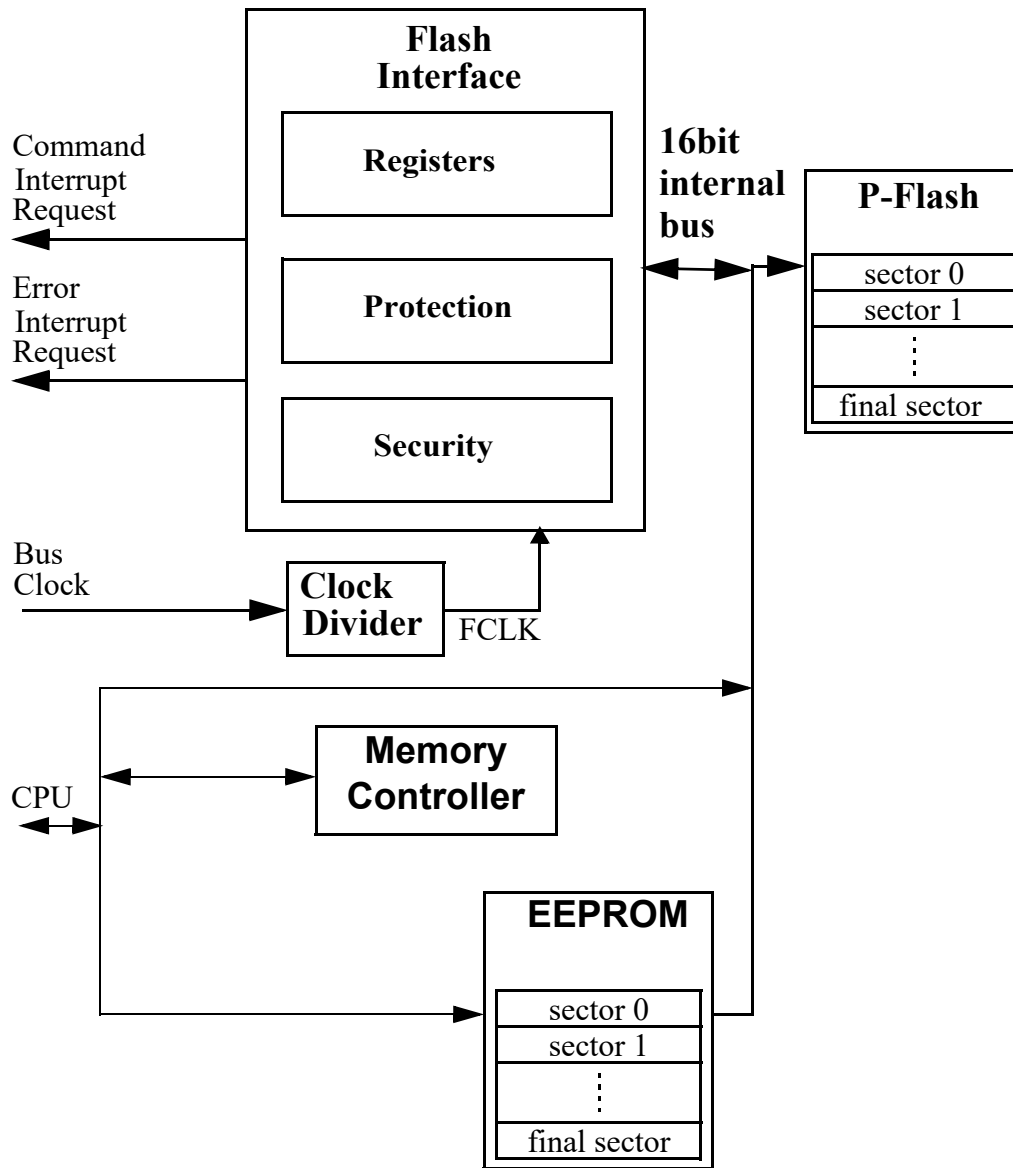 Flash
Interface
Registers
Protection
Security
Command
Interrupt
Request
Error
Interrupt
Request
16bit
internal
bus
P-Flash
sector 0
sector 1
final sector
Bus
Clock
Clock
Divider
FCLK
Memory
Controller
CPU
EEPROM
sector 0
sector 1
final sector